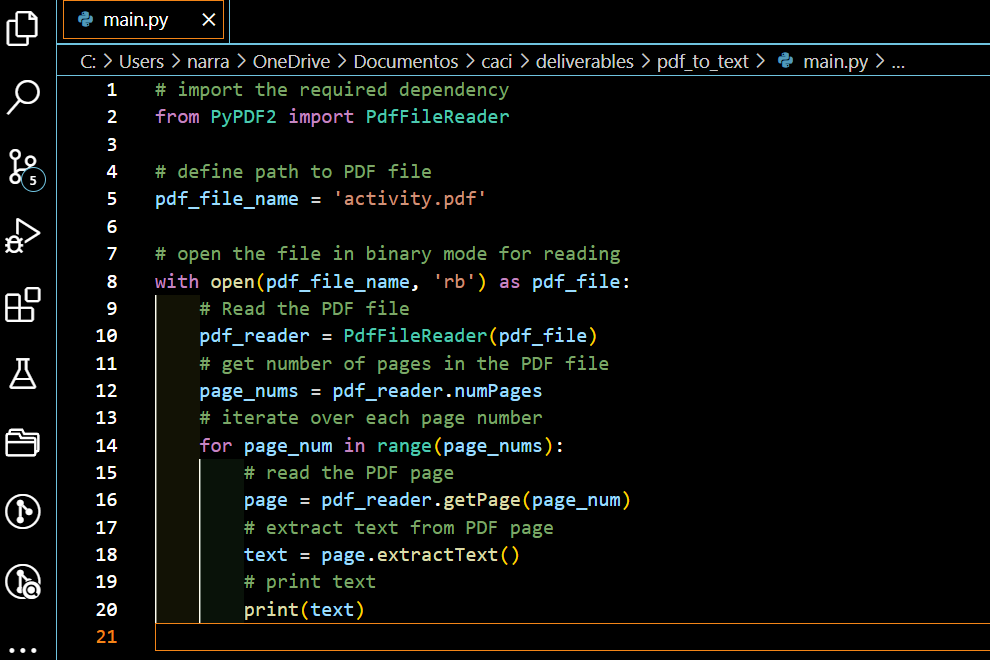 main.py
C: > Users > narra > OneDrive > Documentos > caci > deliverables > pdf_to_text > main.py > ...
1 # import the required dependency
2 from PyPDF2 import PdfFileReader
3
4 # define path to PDF file
5 pdf_file_name = 'activity.pdf'
6
7 # open the file in binary mode for reading
8 with open(pdf_file_name, 'rb') as pdf_file:
9     # Read the PDF file
10     pdf_reader = PdfFileReader(pdf_file)
11     # get number of pages in the PDF file
12     page_nums = pdf_reader.numPages
13     # iterate over each page number
14     for page_num in range(page_nums):
15         # read the PDF page
16         page = pdf_reader.getPage(page_num)
17         # extract text from PDF page
18         text = page.extractText()
19         # print text
20         print(text)
21
5